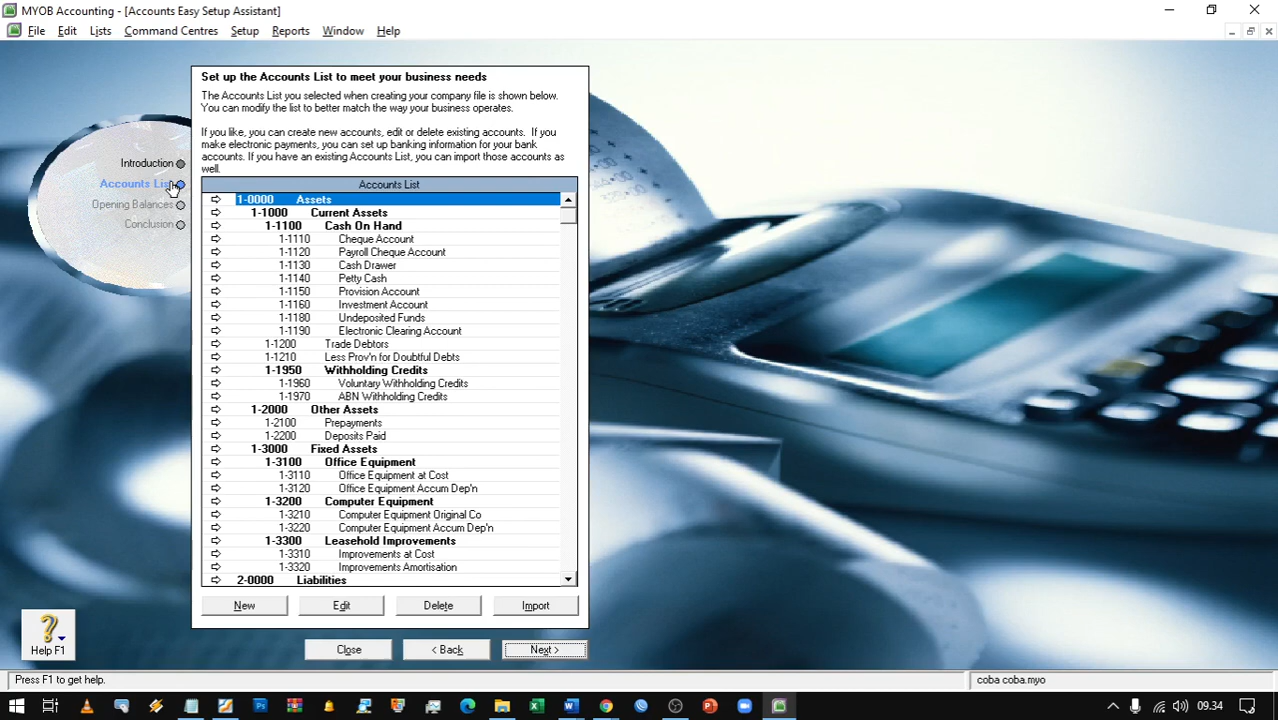 MYOB Accounting - [Accounts Easy Setup Assistant]
File Edit Lists Command Centres Setup Reports Window Help
Set up the Accounts List to meet your business needs
The Accounts List you selected when creating your company file is shown below.
You can modify the list to better match the way your business operates.
If you like, you can create new accounts, edit or delete existing accounts. If you
make electronic payments, you can set up banking information for your bank
accounts. If you have an existing Accounts List, you can import those accounts as
well.
Introduction
Accounts List
Opening Balances
Conclusion
Accounts List
1-0000 Assets
1-1000 Current Assets
1-1100 Cash On Hand
1-1110 Cheque Account
1-1120 Payroll Cheque Account
1-1130 Cash Drawer
1-1140 Petty Cash
1-1150 Provision Account
1-1160 Investment Account
1-1180 Undeposited Funds
1-1190 Electronic Clearing Account
1-1200 Trade Debtors
1-1210 Less Prov'n for Doubtful Debts
1-1950 Withholding Credits
1-1960 Voluntary Withholding Credits
1-1970 ABN Withholding Credits
1-2000 Other Assets
1-2100 Prepayments
1-2200 Deposits Paid
1-3000 Fixed Assets
1-3100 Office Equipment
1-3110 Office Equipment at Cost
1-3120 Office Equipment Accum Dep'n
1-3200 Computer Equipment
1-3210 Computer Equipment Original Co
1-3220 Computer Equipment Accum Dep'n
1-3300 Leasehold Improvements
1-3310 Improvements at Cost
1-3320 Improvements Amortisation
2-0000 Liabilities
New Edit Delete Import
Help F1
Close < Back Next >
Press F1 to get help.
coba coba.myo
09.34